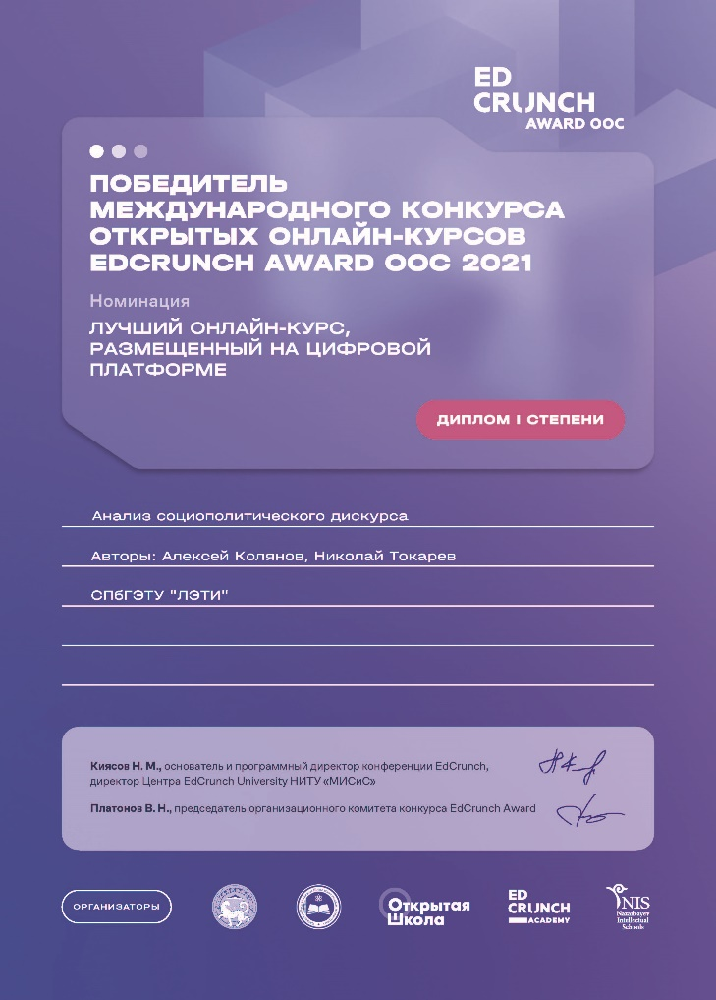 ED
CRUNCH
AWARD OOC
ПОБЕДИТЕЛЬ
МЕЖДУНАРОДНОГО КОНКУРСА
ОТКРЫТЫХ ОНЛАЙН-КУРСОВ
EDCRUNCH AWARD OOC 2021
Номинация
ЛУЧШИЙ ОНЛАЙН-КУРС,
РАЗМЕЩЕННЫЙ НА ЦИФРОВОЙ
ПЛАТФОРМЕ
ДИПЛОМ I СТЕПЕНИ
Анализ социополитического дискурса
Авторы: Алексей Колянов, Николай Токарев
СПбГЭТУ "ЛЭТИ"
Киясов Н. М., основатель и программный директор конференции EdCrunch,
директор Центра EdCrunch University НИТУ «МИСиС»
Платонов В. Н., председатель организационного комитета конкурса EdCrunch Award
ОРГАНИЗАТОРЫ
Открытая
Школа
ED
CRUNCH
ACADEMY
NIS
Nazarbayev
Intellectual
Schools